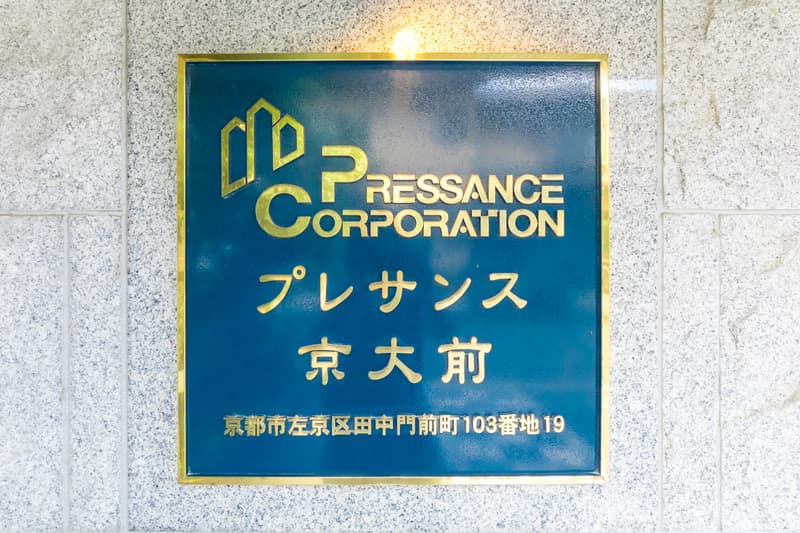 PRESSANCE
CORPORATION
プレサンス
京大前
京都市左京区田中門前町103番地19